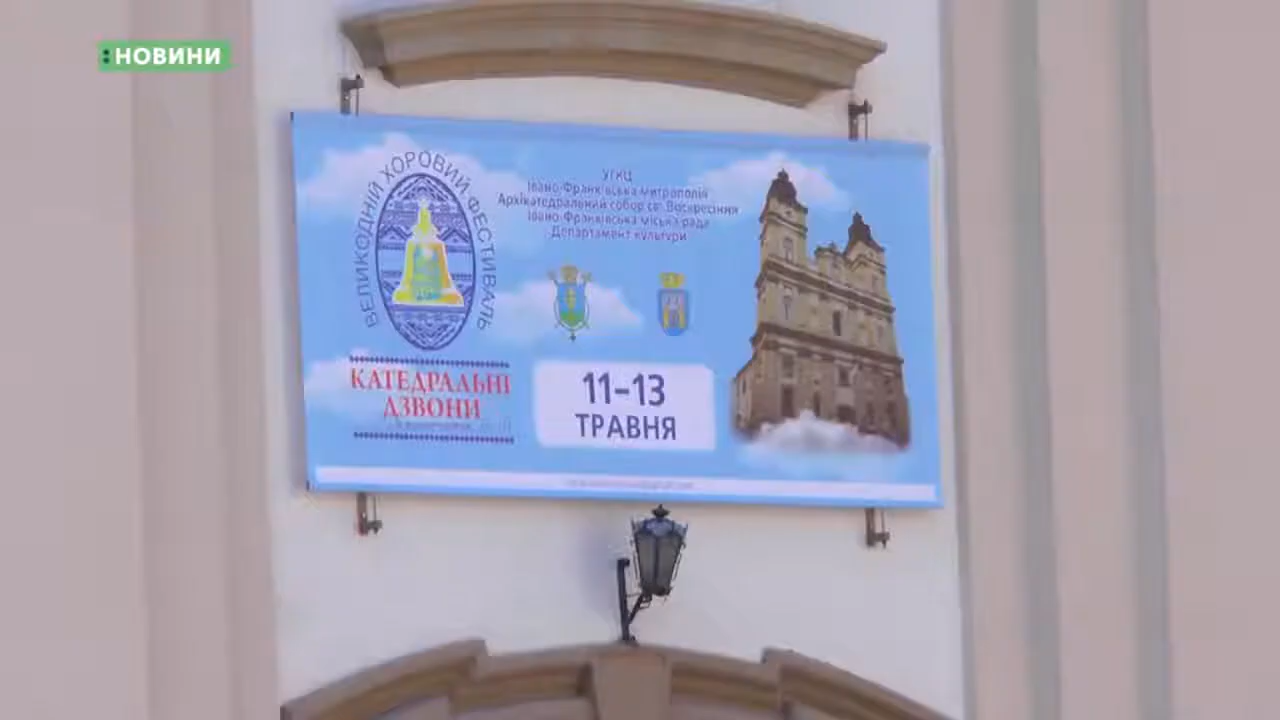 :НОВИНИ
ВЕЛИКОДНІЙ ХОРОВИЙ ФЕСТИВАЛЬ
УГКЦ
Івано-Франківська митрополія
Архікатедральний собор св. Воскресіння
Івано-Франківська міська рада
Департамент культури
КАТЕДРАЛЬНІ
ДЗВОНИ
11-13
ТРАВНЯ